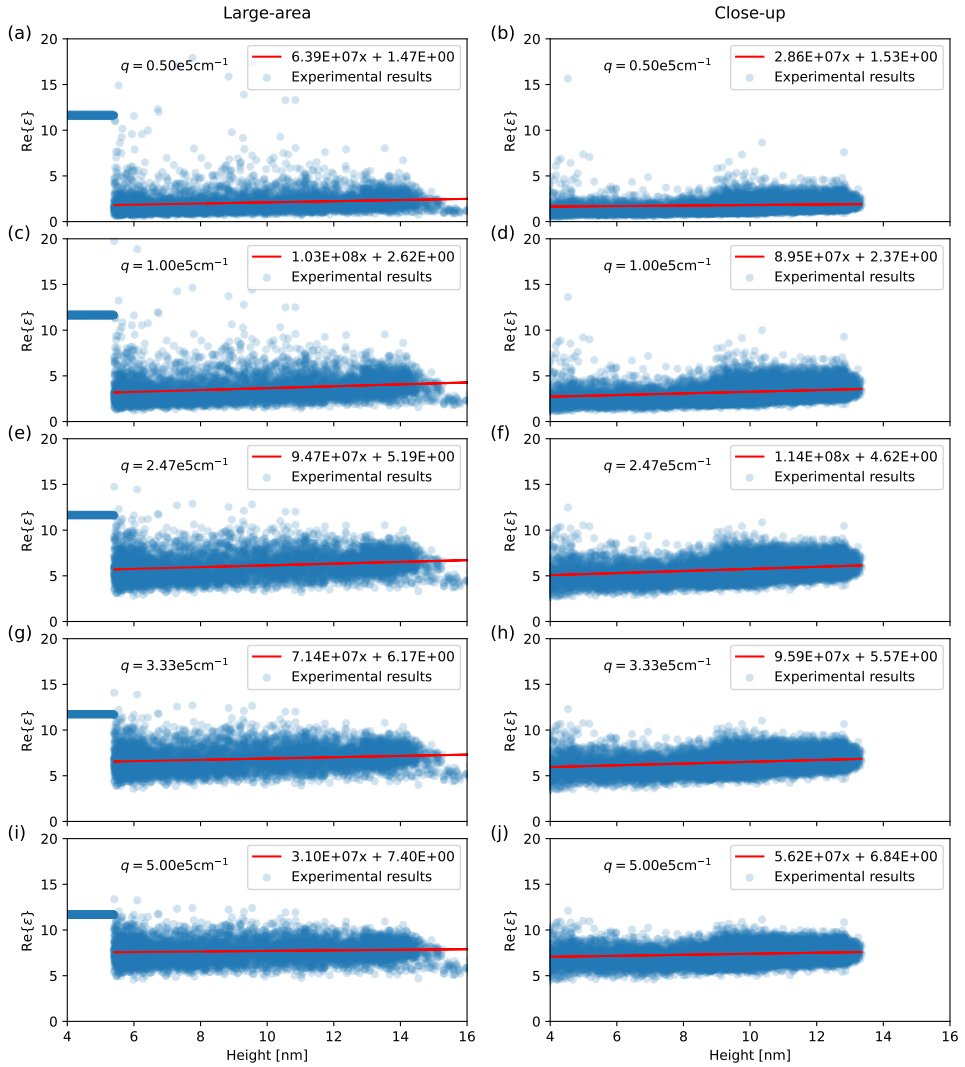 Large-area
Close-up
(a)
20
15
10
5
0
Re{ε}
q = 0.50e5cm⁻¹
6.39E+07x + 1.47E+00
Experimental results
(b)
20
15
10
5
0
Re{ε}
q = 0.50e5cm⁻¹
2.86E+07x + 1.53E+00
Experimental results
(c)
20
15
10
5
0
Re{ε}
q = 1.00e5cm⁻¹
1.03E+08x + 2.62E+00
Experimental results
(d)
20
15
10
5
0
Re{ε}
q = 1.00e5cm⁻¹
8.95E+07x + 2.37E+00
Experimental results
(e)
20
15
10
5
0
Re{ε}
q = 2.47e5cm⁻¹
9.47E+07x + 5.19E+00
Experimental results
(f)
20
15
10
5
0
Re{ε}
q = 2.47e5cm⁻¹
1.14E+08x + 4.62E+00
Experimental results
(g)
20
15
10
5
0
Re{ε}
q = 3.33e5cm⁻¹
7.14E+07x + 6.17E+00
Experimental results
(h)
20
15
10
5
0
Re{ε}
q = 3.33e5cm⁻¹
9.59E+07x + 5.57E+00
Experimental results
(i)
20
15
10
5
0
Re{ε}
q = 5.00e5cm⁻¹
3.10E+07x + 7.40E+00
Experimental results
4 6 8 10 12 14 16
Height [nm]
(j)
20
15
10
5
0
Re{ε}
q = 5.00e5cm⁻¹
5.62E+07x + 6.84E+00
Experimental results
4 6 8 10 12 14 16
Height [nm]